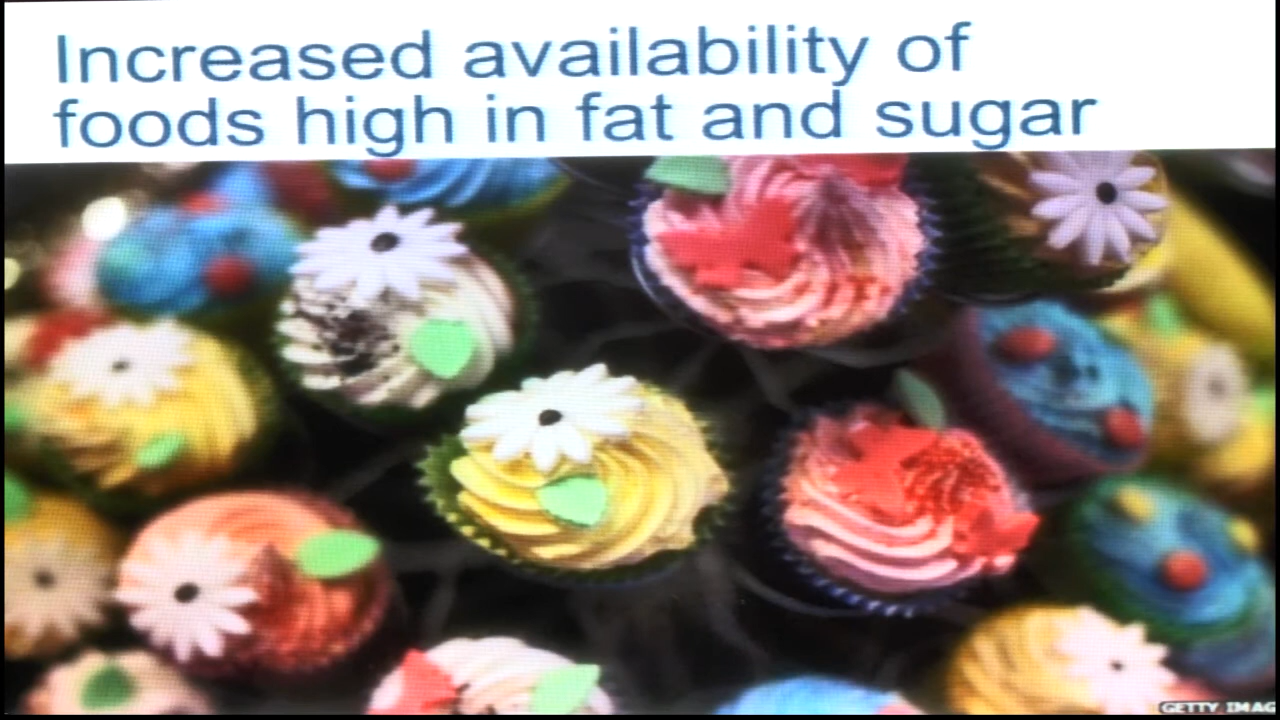 Increased availability of
foods high in fat and sugar
GETTY IMAG